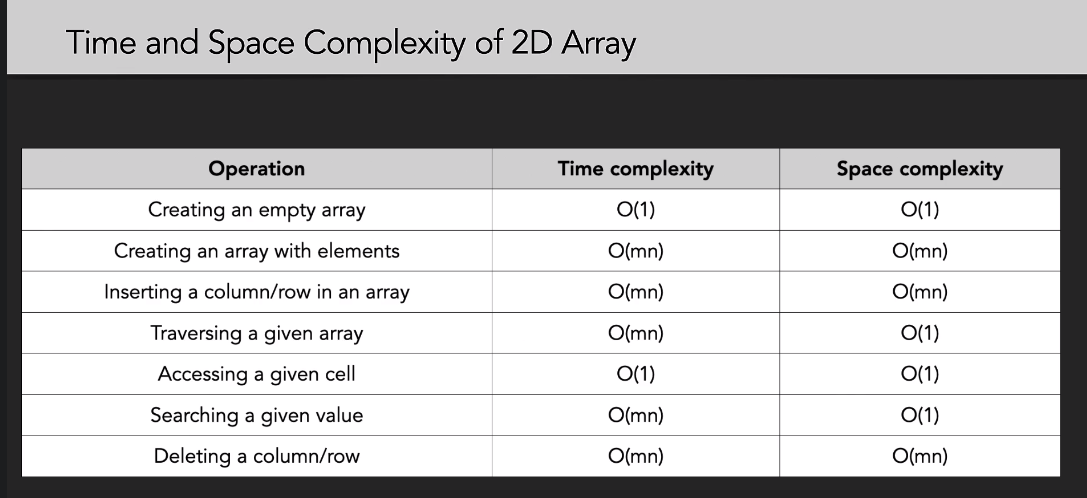 Time and Space Complexity of 2D Array
Operation Time complexity Space complexity
Creating an empty array O(1) O(1)
Creating an array with elements O(mn) O(mn)
Inserting a column/row in an array O(mn) O(mn)
Traversing a given array O(mn) O(1)
Accessing a given cell O(1) O(1)
Searching a given value O(mn) O(1)
Deleting a column/row O(mn) O(mn)